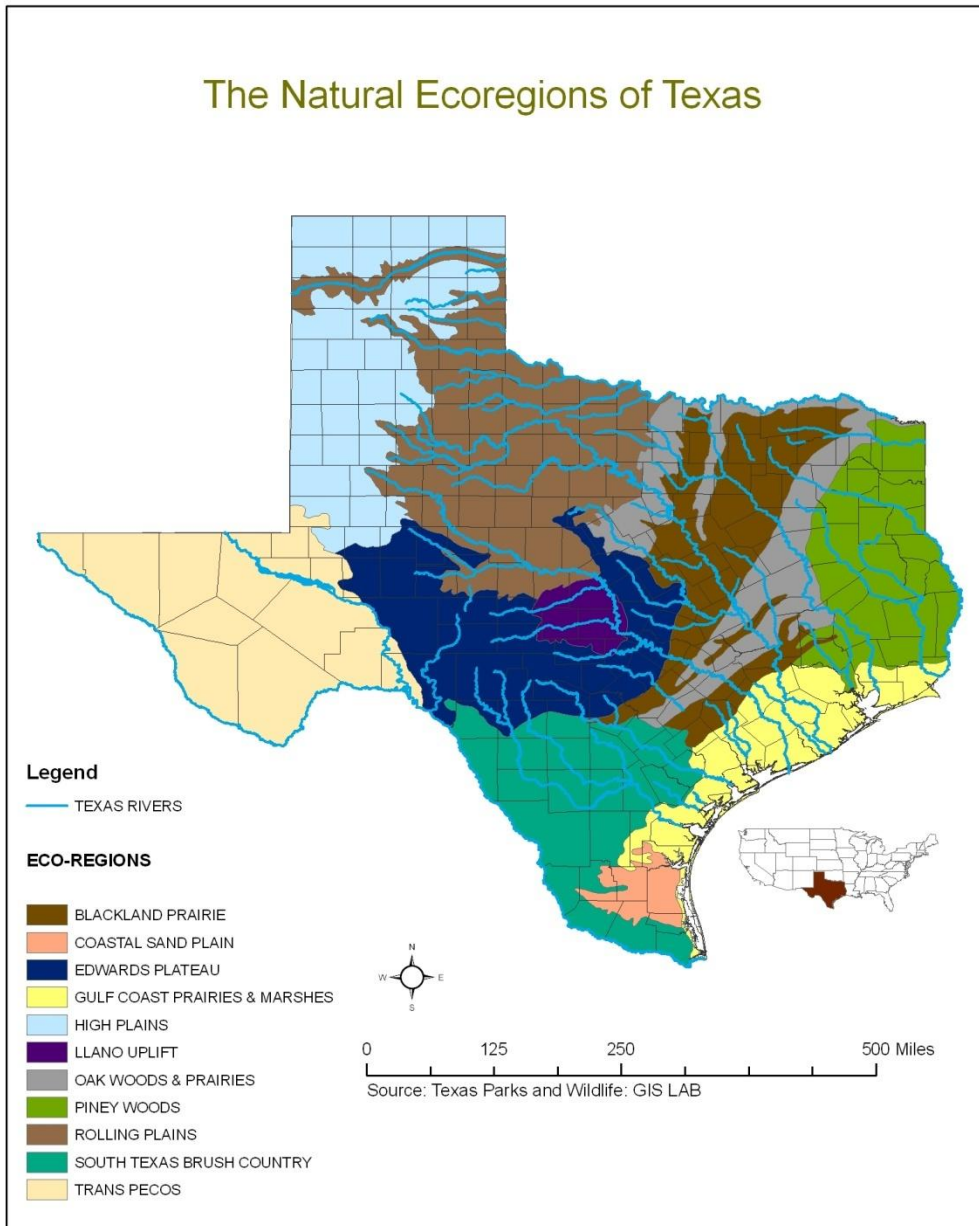 The Natural Ecoregions of Texas
Legend
TEXAS RIVERS
ECO-REGIONS
BLACKLAND PRAIRIE
COASTAL SAND PLAIN
EDWARDS PLATEAU
GULF COAST PRAIRIES & MARSHES
HIGH PLAINS
LLANO UPLIFT
OAK WOODS & PRAIRIES
PINEY WOODS
ROLLING PLAINS
SOUTH TEXAS BRUSH COUNTRY
TRANS PECOS
N
W E
S
0 125 250 500 Miles
Source: Texas Parks and Wildlife: GIS LAB